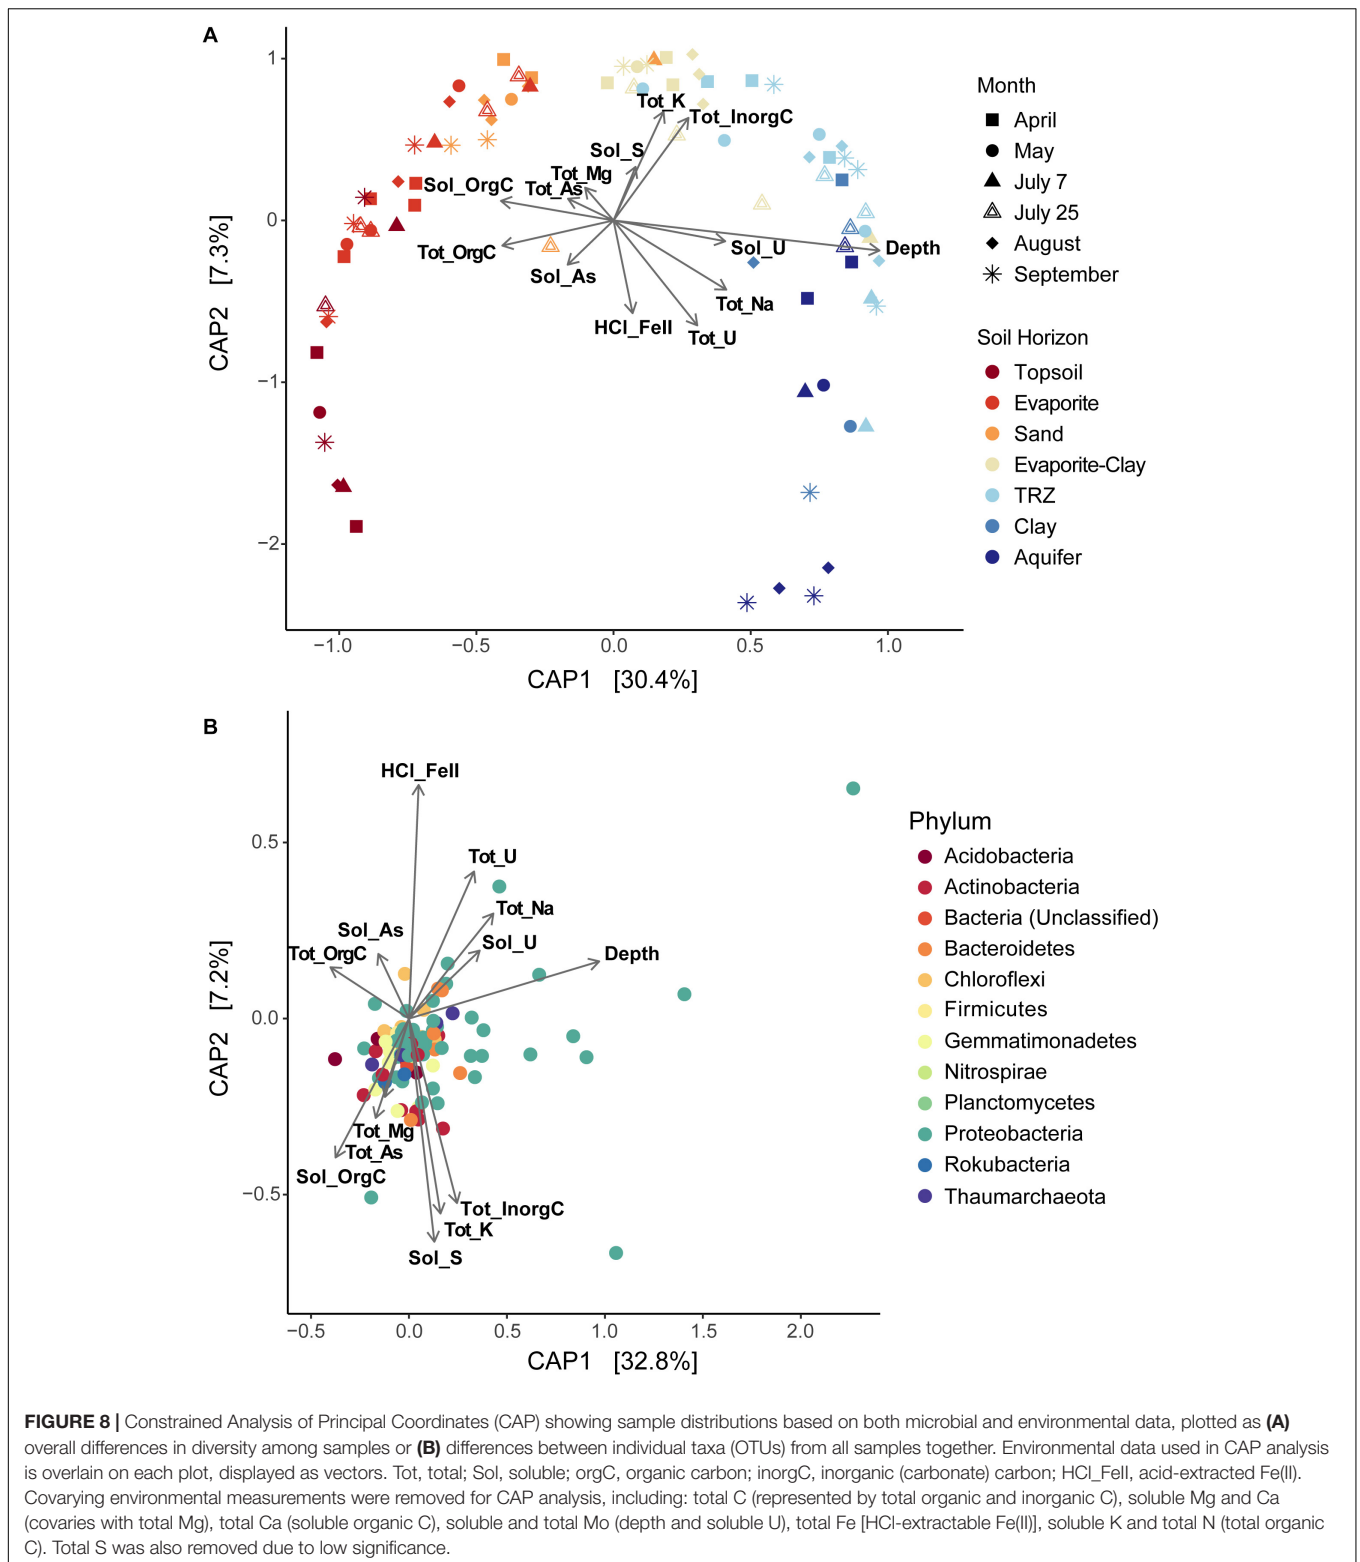 A
1
0
−1
−2
CAP2 [7.3%]
Tot_K
Tot_InorgC
Sol_S
Tot_Mg
Tot_As
Sol_OrgC
Tot_OrgC
Sol_As
Sol_U
Depth
Tot_Na
HCl_FeII
Tot_U
−1.0
−0.5
0.0
0.5
1.0
CAP1 [30.4%]
Month
April
May
July 7
July 25
August
September
Soil Horizon
Topsoil
Evaporite
Sand
Evaporite-Clay
TRZ
Clay
Aquifer
B
0.5
0.0
−0.5
CAP2 [7.2%]
HCl_FeII
Tot_U
Tot_Na
Sol_As
Sol_U
Tot_OrgC
Depth
Tot_Mg
Tot_As
Sol_OrgC
Tot_InorgC
Tot_K
Sol_S
−0.5
0.0
0.5
1.0
1.5
2.0
CAP1 [32.8%]
Phylum
Acidobacteria
Actinobacteria
Bacteria (Unclassified)
Bacteroidetes
Chloroflexi
Firmicutes
Gemmatimonadetes
Nitrospirae
Planctomycetes
Proteobacteria
Rokubacteria
Thaumarchaeota
FIGURE 8 | Constrained Analysis of Principal Coordinates (CAP) showing sample distributions based on both microbial and environmental data, plotted as (A)
overall differences in diversity among samples or (B) differences between individual taxa (OTUs) from all samples together. Environmental data used in CAP analysis
is overlain on each plot, displayed as vectors. Tot, total; Sol, soluble; orgC, organic carbon; inorgC, inorganic (carbonate) carbon; HCl_FeII, acid-extracted Fe(II).
Covarying environmental measurements were removed for CAP analysis, including: total C (represented by total organic and inorganic C), soluble Mg and Ca
(covaries with total Mg), total Ca (soluble organic C), soluble and total Mo (depth and soluble U), total Fe [HCl-extractable Fe(II)], soluble K and total N (total organic
C). Total S was also removed due to low significance.